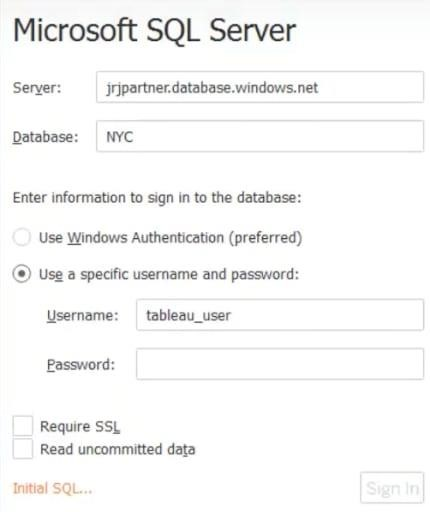 Microsoft SQL Server
Server: jrjpartner.database.windows.net
Database: NYC
Enter information to sign in to the database:
Use Windows Authentication (preferred)
Use a specific username and password:
Username: tableau_user
Password:
Require SSL
Read uncommitted data
Initial SQL... Sign In